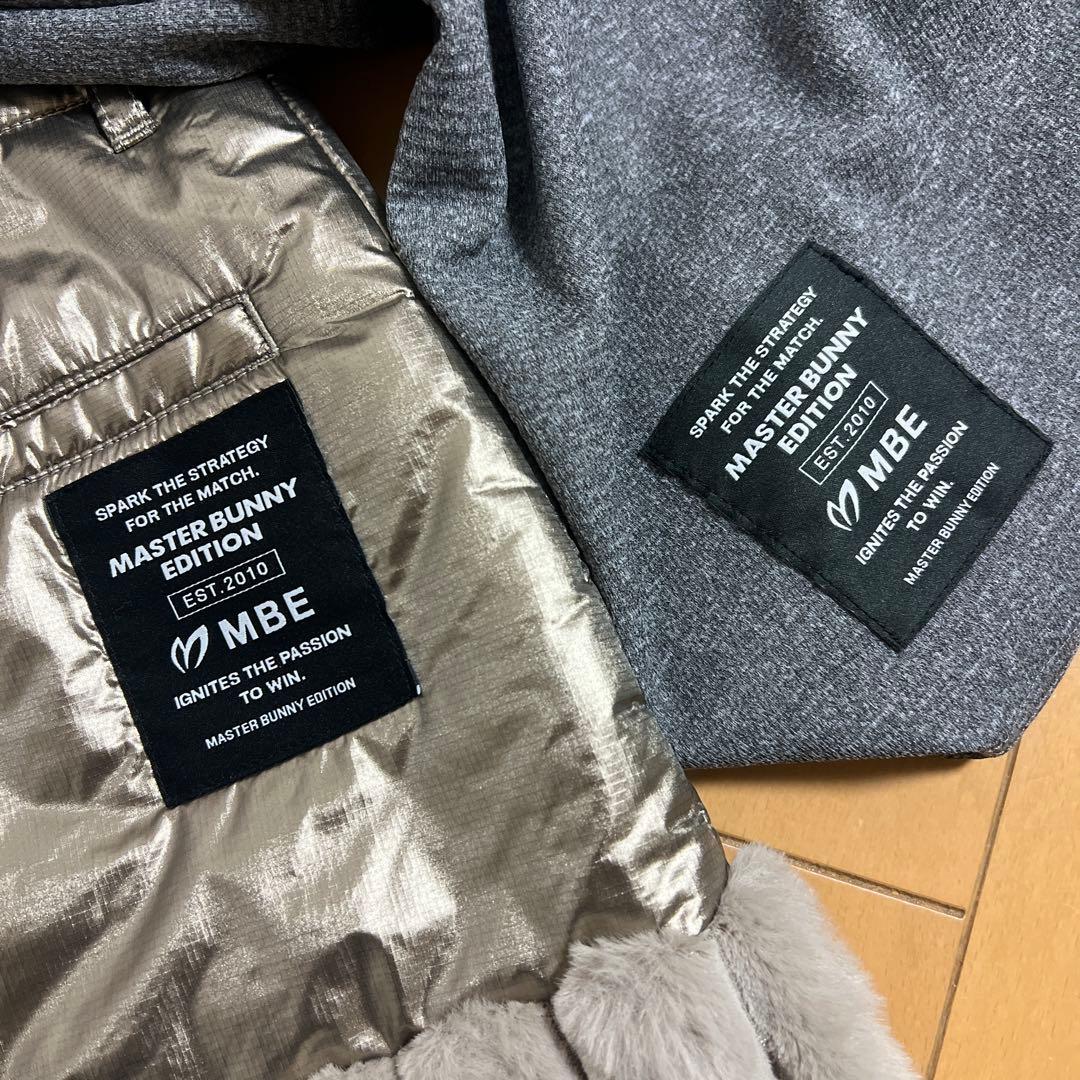 SPARK THE STRATEGY
FOR THE MATCH.
MASTER BUNNY
EDITION
EST.2010
MBE
IGNITES THE PASSION
TO WIN.
MASTER BUNNY EDITION
SPARK THE STRATEGY
FOR THE MATCH.
MASTER BUNNY
EDITION
EST.2010
MBE
IGNITES THE PASSION
TO WIN.
MASTER BUNNY EDITION